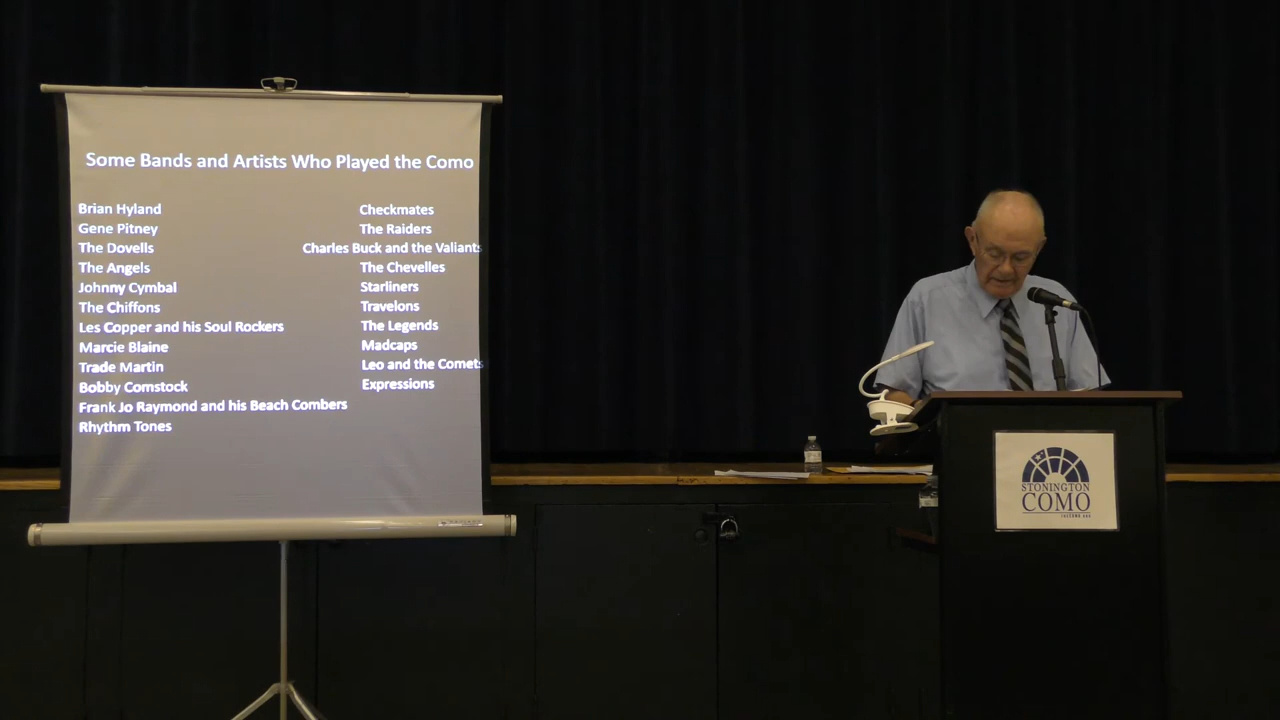 Some Bands and Artists Who Played the Como
Brian Hyland
Gene Pitney
The Dovells
The Angels
Johnny Cymbal
The Chiffons
Les Copper and his Soul Rockers
Marcie Blaine
Trade Martin
Bobby Comstock
Frank Jo Raymond and his Beach Combers
Rhythm Tones
Checkmates
The Raiders
Charles Buck and the Valiants
The Chevelles
Starliners
Travelons
The Legends
Madcaps
Leo and the Comets
Expressions
STONINGTON
COMO